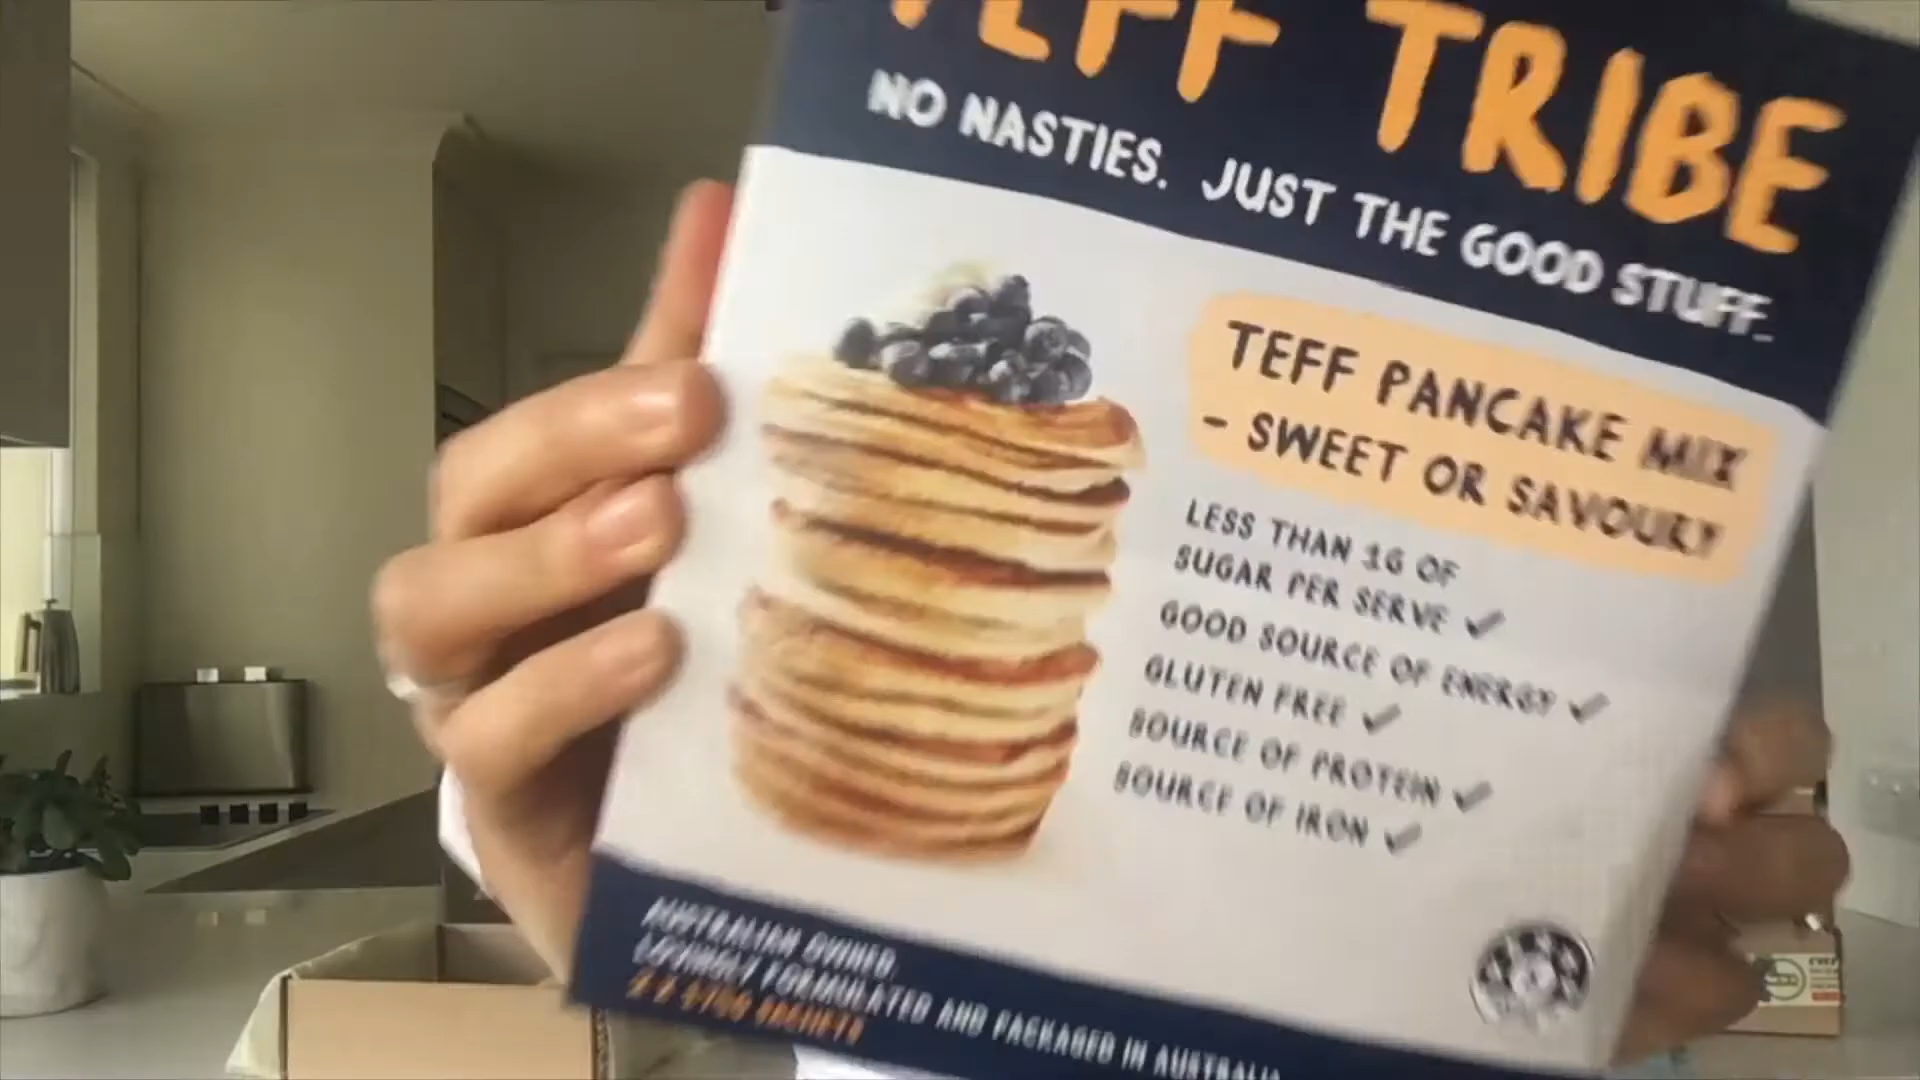 TEFF TRIBE
NO NASTIES. JUST THE GOOD STUFF.
TEFF PANCAKE MIX
- SWEET OR SAVOURY
LESS THAN 1G OF
SUGAR PER SERVE ✓
GOOD SOURCE OF ENERGY ✓
GLUTEN FREE ✓
SOURCE OF PROTEIN ✓
SOURCE OF IRON ✓
AUSTRALIAN OWNED.
LOVINGLY FORMULATED AND PACKAGED IN AUSTRALIA
SACHETS